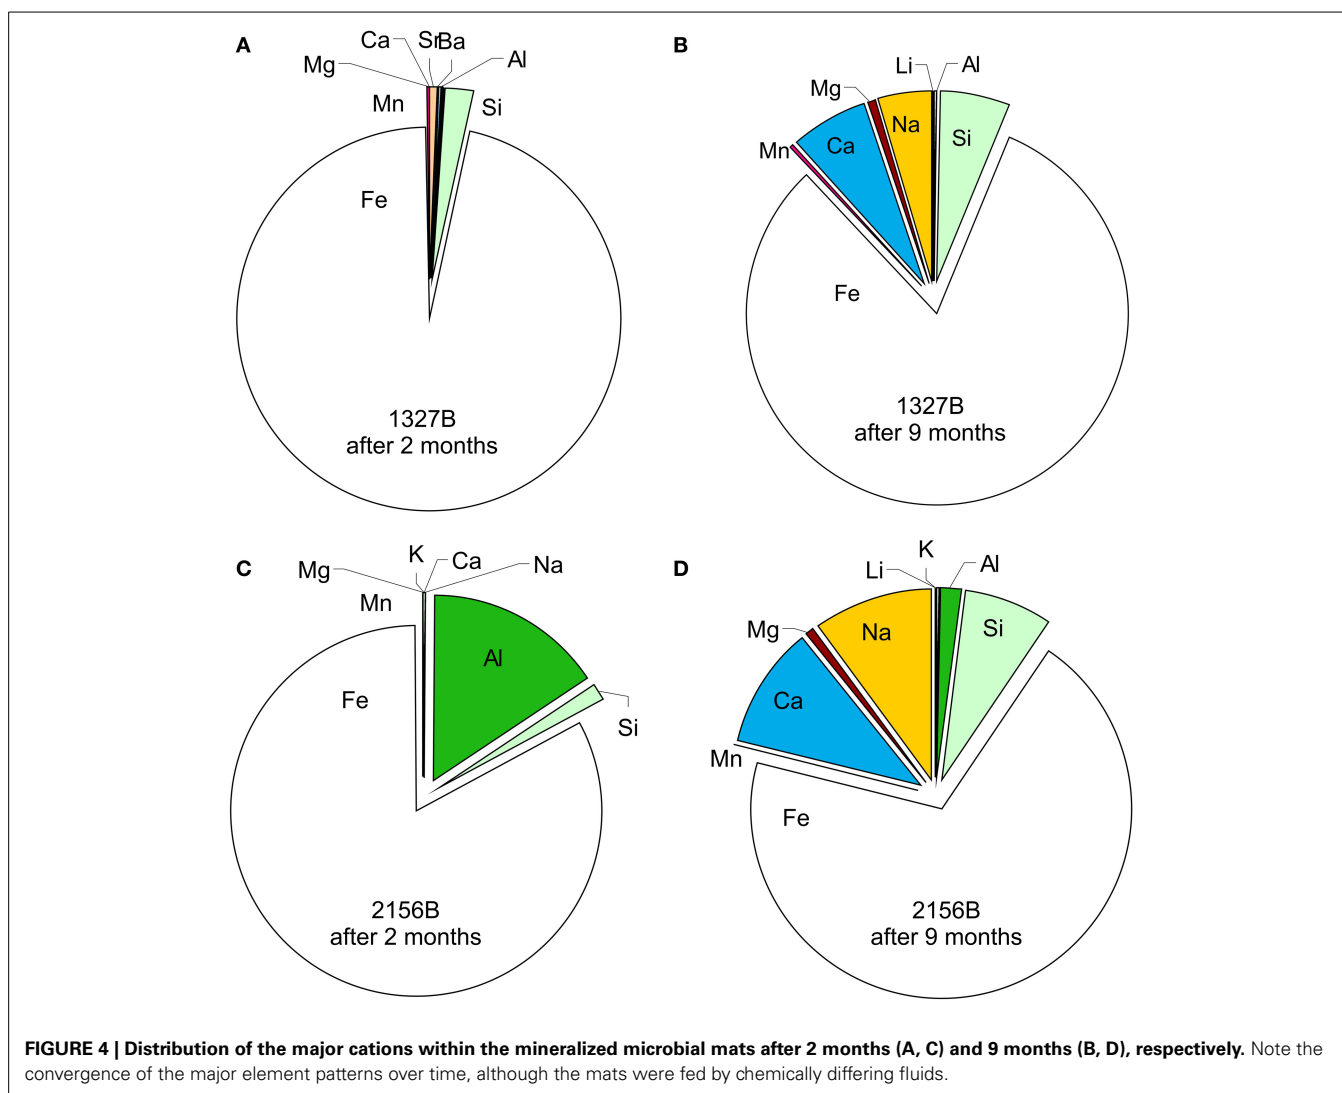 A
Ca
Sr
Ba
Al
Mg
Mn
Si
Fe
1327B
after 2 months
B
Li
Al
Mg
Na
Si
Ca
Mn
Fe
1327B
after 9 months
C
K
Ca
Na
Mg
Mn
Al
Fe
Si
2156B
after 2 months
D
K
Li
Al
Mg
Na
Si
Ca
Mn
Fe
2156B
after 9 months
FIGURE 4 | Distribution of the major cations within the mineralized microbial mats after 2 months (A, C) and 9 months (B, D), respectively. Note the
convergence of the major element patterns over time, although the mats were fed by chemically differing fluids.